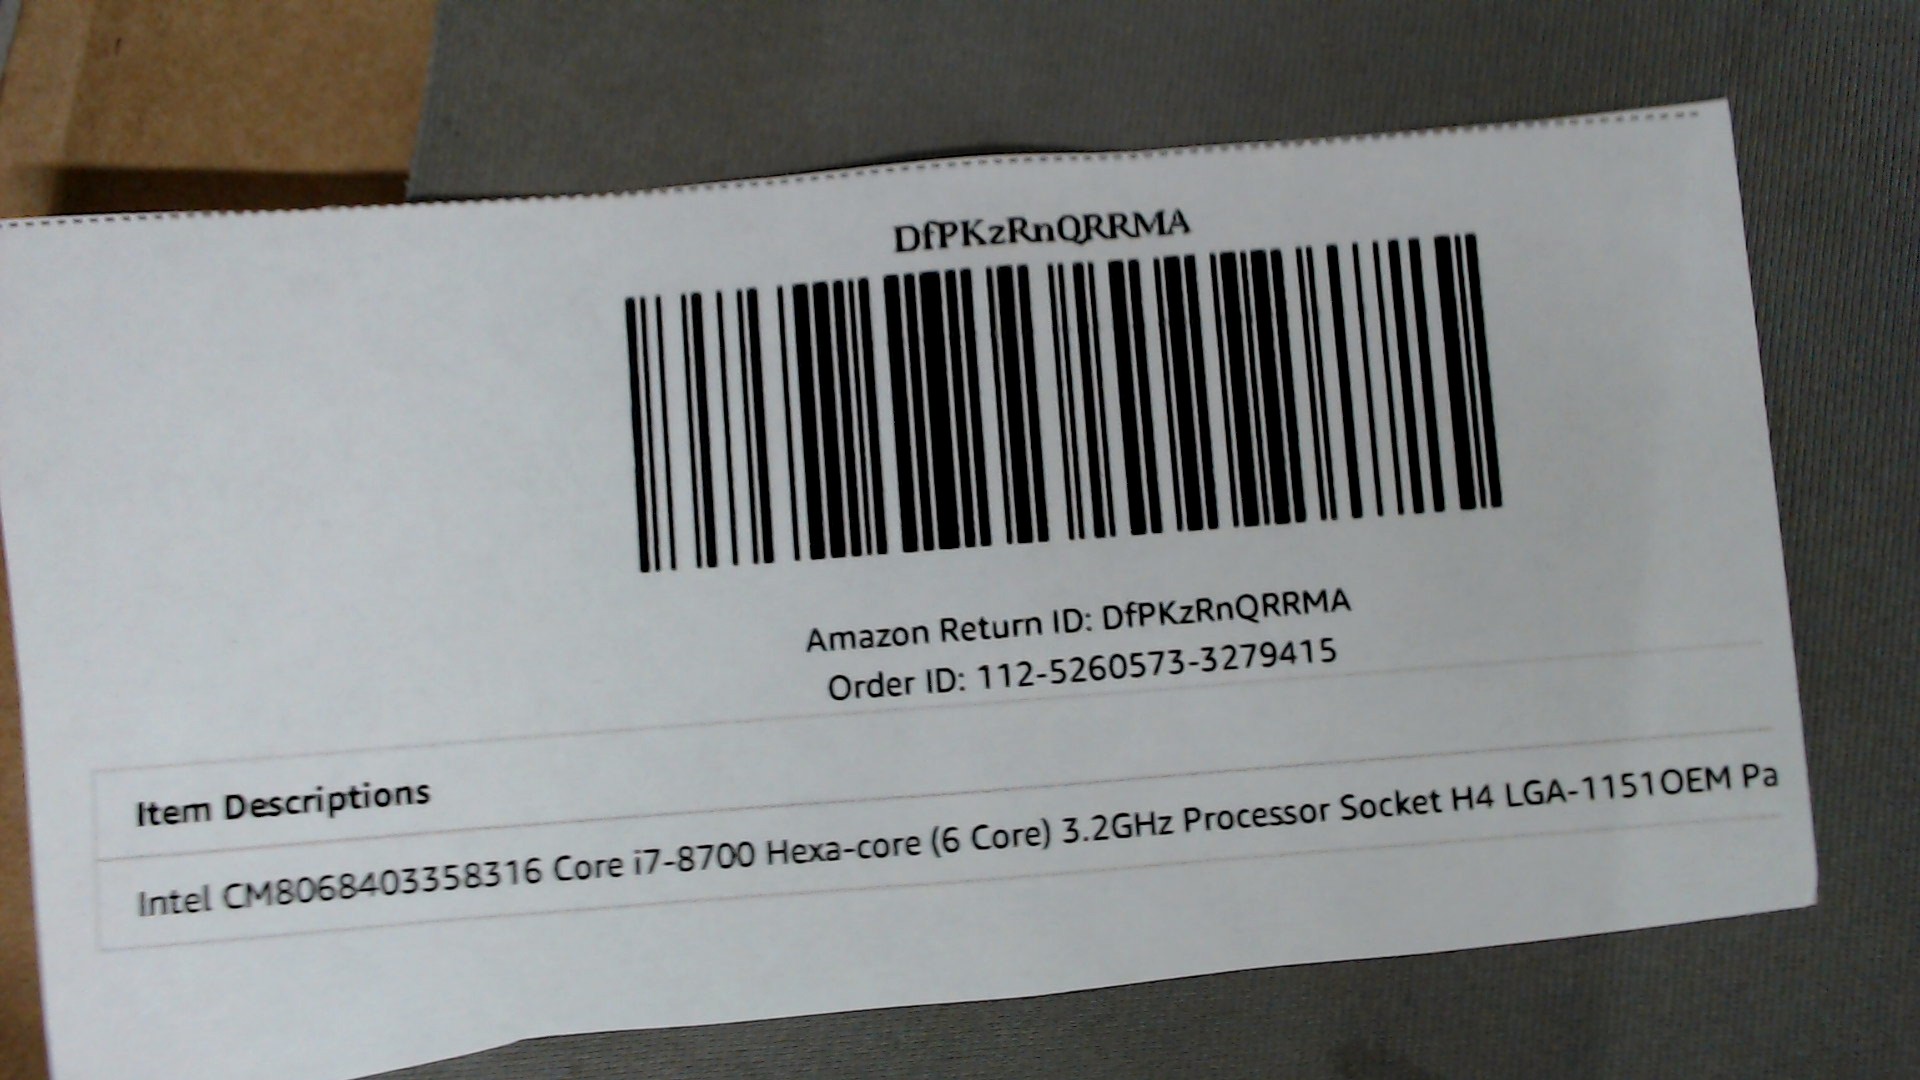 DfPKzRnQRRMA
Amazon Return ID: DfPKzRnQRRMA
Order ID: 112-5260573-3279415
Item Descriptions
Intel CM8068403358316 Core i7-8700 Hexa-core (6 Core) 3.2GHz Processor Socket H4 LGA-1151OEM Pa